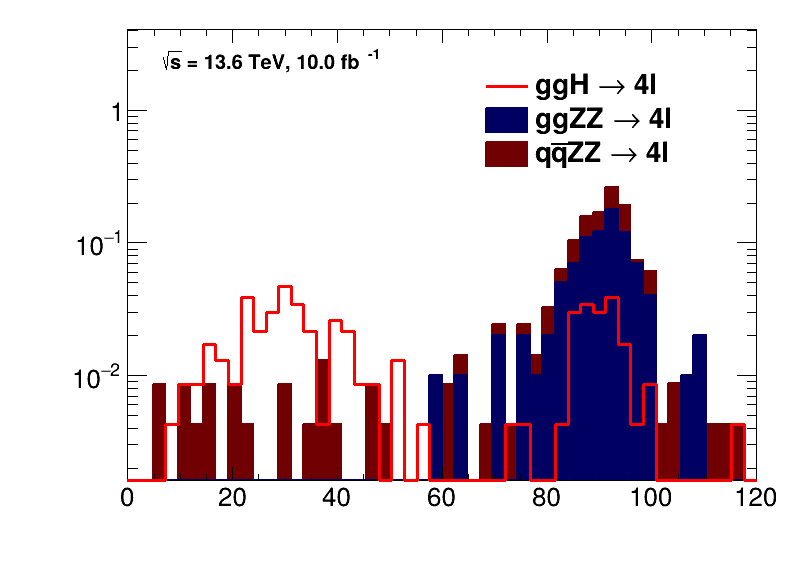 √s = 13.6 TeV, 10.0 fb⁻¹
ggH → 4l
ggZZ → 4l
qq̅ZZ → 4l
1
10⁻¹
10⁻²
0 20 40 60 80 100 120